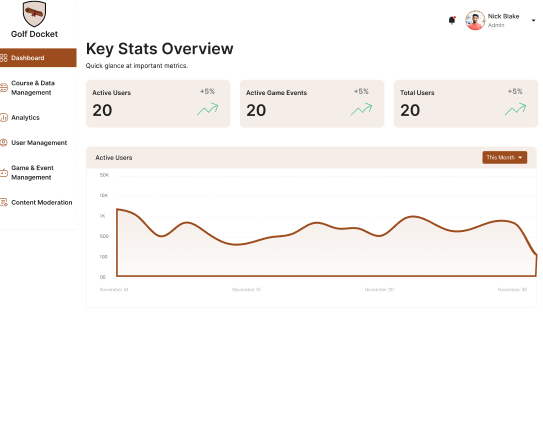 Golf Docket
Dashboard
Course & Data
Management
Analytics
User Management
Game & Event
Management
Content Moderation
Nick Blake
Admin
Key Stats Overview
Quick glance at important metrics.
Active Users
+5%
20
Active Game Events
+5%
20
Total Users
+5%
20
Active Users
This Month
50K
10K
1K
500
100
00
November 01
November 10
November 20
November 30